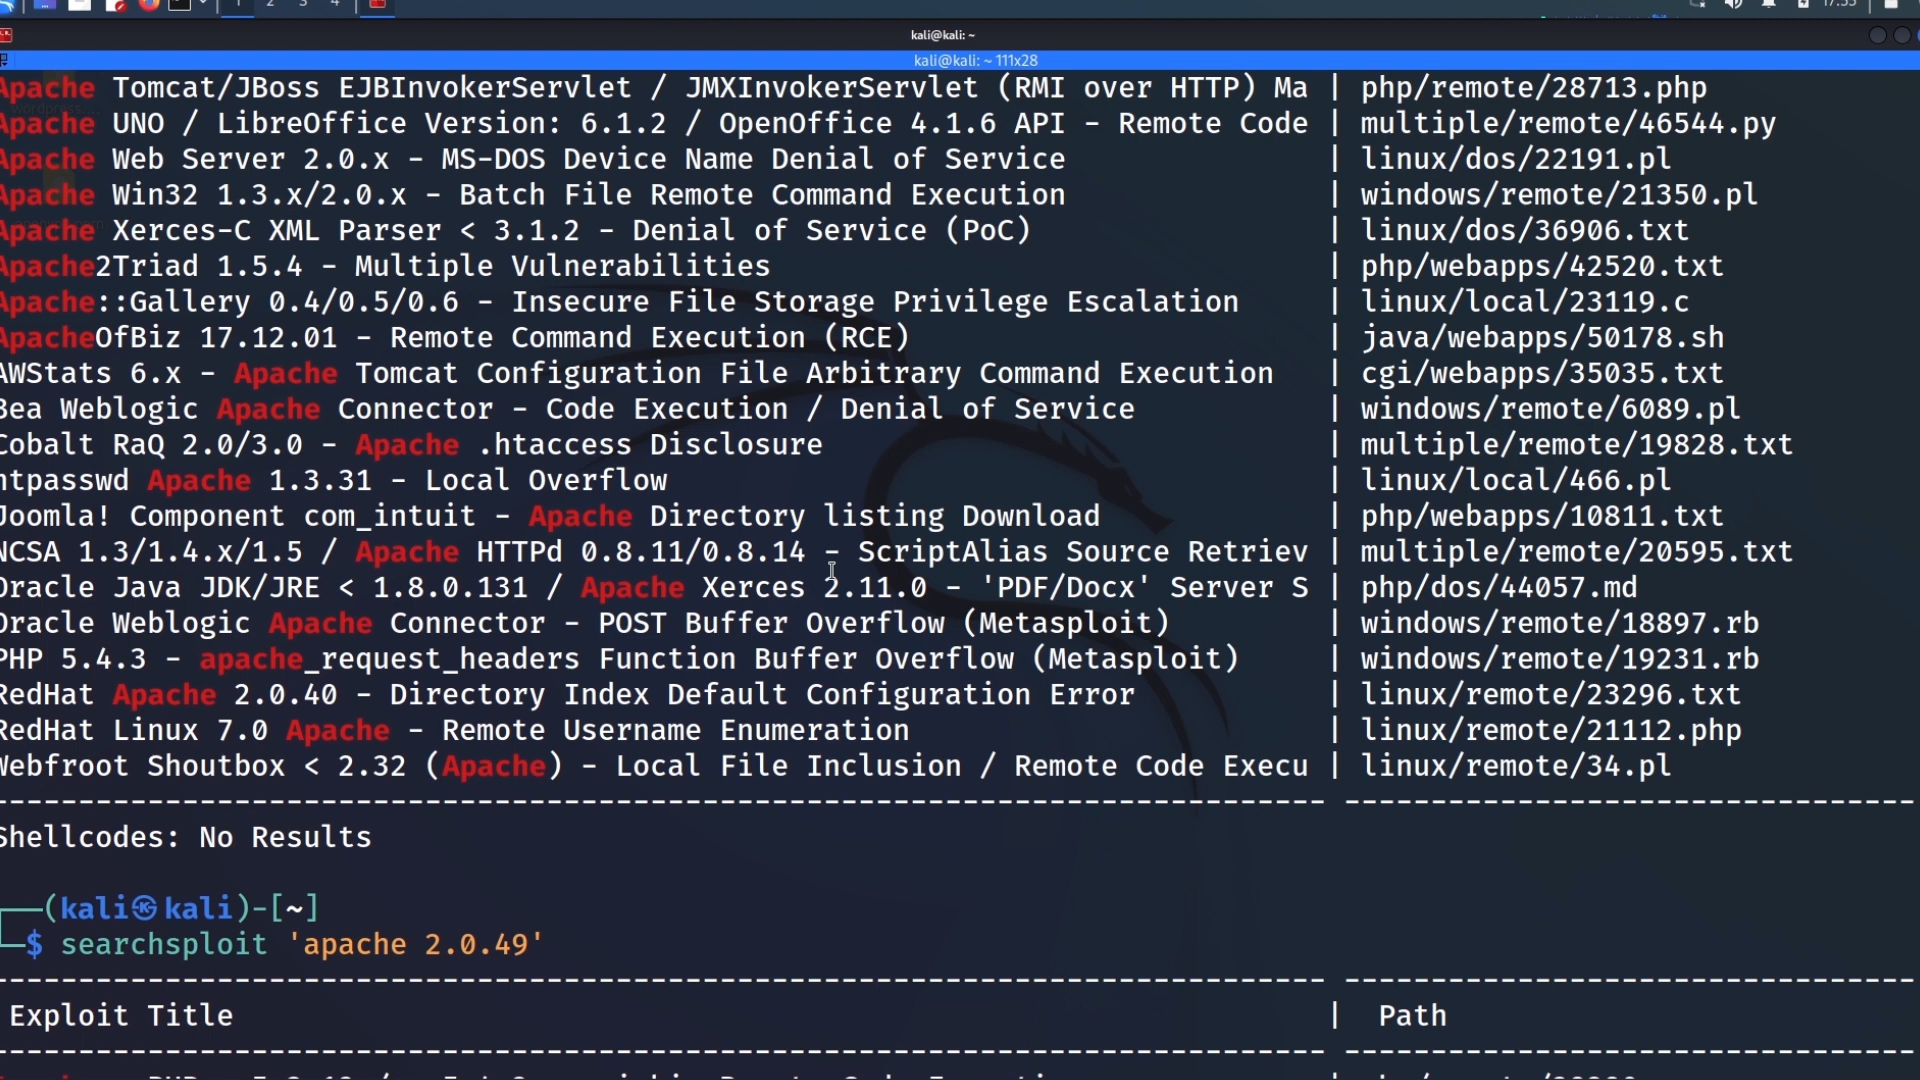 1 2 3 4 17:55
kali@kali: ~
kali@kali: ~ 111x28
Apache Tomcat/JBoss EJBInvokerServlet / JMXInvokerServlet (RMI over HTTP) Ma | php/remote/28713.php
Apache UNO / LibreOffice Version: 6.1.2 / OpenOffice 4.1.6 API - Remote Code | multiple/remote/46544.py
Apache Web Server 2.0.x - MS-DOS Device Name Denial of Service | linux/dos/22191.pl
Apache Win32 1.3.x/2.0.x - Batch File Remote Command Execution | windows/remote/21350.pl
Apache Xerces-C XML Parser < 3.1.2 - Denial of Service (PoC) | linux/dos/36906.txt
Apache2Triad 1.5.4 - Multiple Vulnerabilities | php/webapps/42520.txt
Apache::Gallery 0.4/0.5/0.6 - Insecure File Storage Privilege Escalation | linux/local/23119.c
ApacheOfBiz 17.12.01 - Remote Command Execution (RCE) | java/webapps/50178.sh
AWStats 6.x - Apache Tomcat Configuration File Arbitrary Command Execution | cgi/webapps/35035.txt
Bea Weblogic Apache Connector - Code Execution / Denial of Service | windows/remote/6089.pl
Cobalt RaQ 2.0/3.0 - Apache .htaccess Disclosure | multiple/remote/19828.txt
htpasswd Apache 1.3.31 - Local Overflow | linux/local/466.pl
Joomla! Component com_intuit - Apache Directory listing Download | php/webapps/10811.txt
NCSA 1.3/1.4.x/1.5 / Apache HTTPd 0.8.11/0.8.14 - ScriptAlias Source Retriev | multiple/remote/20595.txt
Oracle Java JDK/JRE < 1.8.0.131 / Apache Xerces 2.11.0 - 'PDF/Docx' Server S | php/dos/44057.md
Oracle Weblogic Apache Connector - POST Buffer Overflow (Metasploit) | windows/remote/18897.rb
PHP 5.4.3 - apache_request_headers Function Buffer Overflow (Metasploit) | windows/remote/19231.rb
RedHat Apache 2.0.40 - Directory Index Default Configuration Error | linux/remote/23296.txt
RedHat Linux 7.0 Apache - Remote Username Enumeration | linux/remote/21112.php
Webfroot Shoutbox < 2.32 (Apache) - Local File Inclusion / Remote Code Execu | linux/remote/34.pl
Shellcodes: No Results
(kali㉿kali)-[~]
$ searchsploit 'apache 2.0.49'
Exploit Title | Path